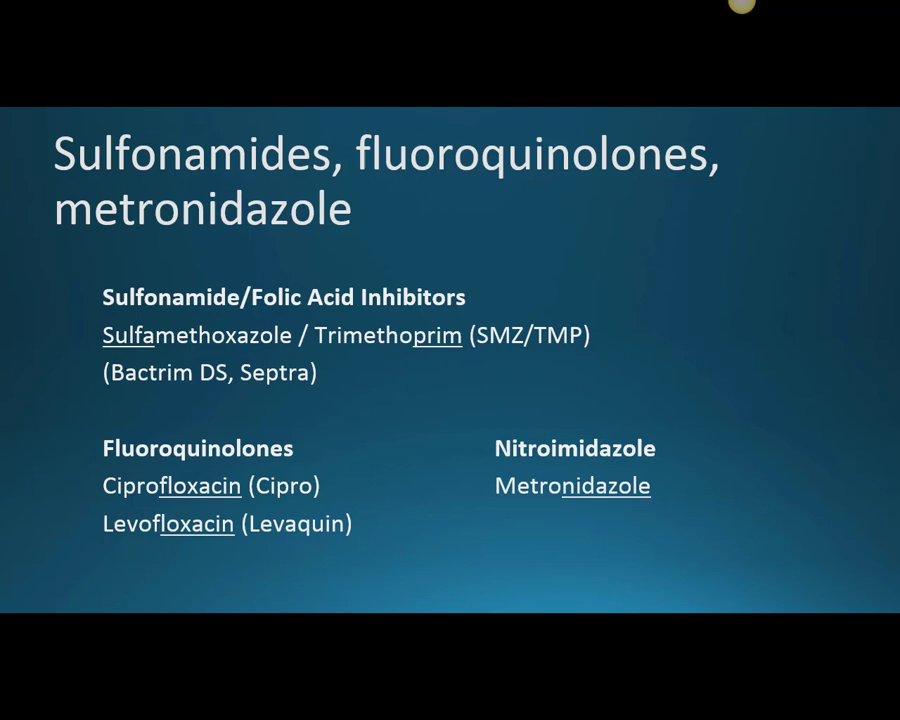 Sulfonamides, fluoroquinolones,
metronidazole
Sulfonamide/Folic Acid Inhibitors
Sulfamethoxazole / Trimethoprim (SMZ/TMP)
(Bactrim DS, Septra)
Fluoroquinolones
Ciprofloxacin (Cipro)
Levofloxacin (Levaquin)
Nitroimidazole
Metronidazole